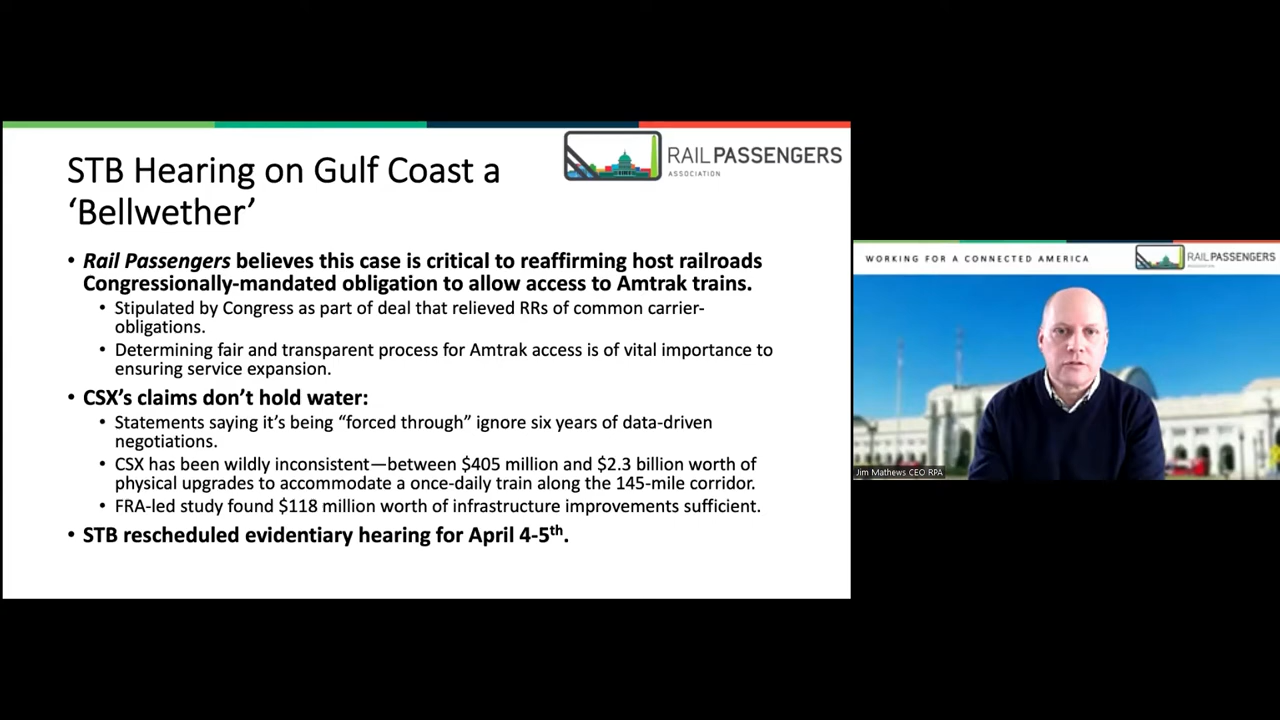 STB Hearing on Gulf Coast a
‘Bellwether’
RAILPASSENGERS
ASSOCIATION
• Rail Passengers believes this case is critical to reaffirming host railroads
Congressionally-mandated obligation to allow access to Amtrak trains.
• Stipulated by Congress as part of deal that relieved RRs of common carrier-
obligations.
• Determining fair and transparent process for Amtrak access is of vital importance to
ensuring service expansion.
• CSX’s claims don’t hold water:
• Statements saying it’s being “forced through” ignore six years of data-driven
negotiations.
• CSX has been wildly inconsistent—between $405 million and $2.3 billion worth of
physical upgrades to accommodate a once-daily train along the 145-mile corridor.
• FRA-led study found $118 million worth of infrastructure improvements sufficient.
• STB rescheduled evidentiary hearing for April 4-5th.
WORKING FOR A CONNECTED AMERICA
RAILPASSENGERS
ASSOCIATION
Jim Mathews CEO RPA